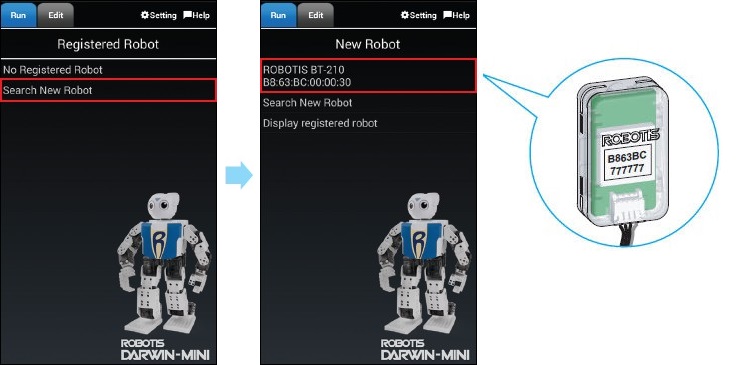 Run
Edit
Setting
Help
Registered Robot
No Registered Robot
Search New Robot
ROBOTIS
DARWIN-MINI
Run
Edit
Setting
Help
New Robot
ROBOTIS BT-210
B8:63:BC:00:00:30
Search New Robot
Display registered robot
R
ROBOTIS
DARWIN-MINI
ROBOTIS
B863BC
777777